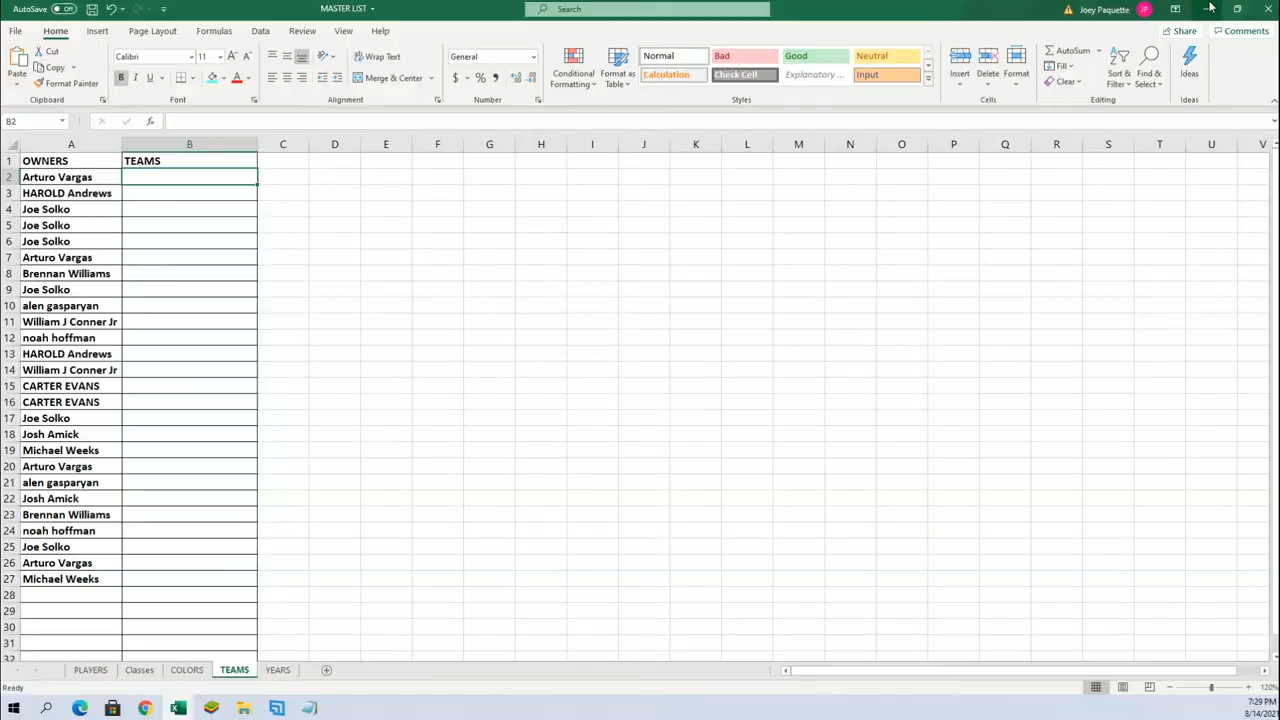 AutoSave Off MASTER LIST Search Joey Paquette JP
File Home Insert Page Layout Formulas Data Review View Help Share Comments
Paste Cut Copy Format Painter Clipboard
Calibri 11 B I U A Font
Wrap Text Merge & Center Alignment
General $ % Number
Conditional Formatting Format as Table
Normal Bad Good Neutral
Calculation Check Cell Explanatory ... Input
Styles
Insert Delete Format Cells
AutoSum Fill Clear Sort & Filter Find & Select Editing
Ideas Ideas
B2 fx
A B C D E F G H I J K L M N O P Q R S T U V
1 OWNERS TEAMS
2 Arturo Vargas
3 HAROLD Andrews
4 Joe Solko
5 Joe Solko
6 Joe Solko
7 Arturo Vargas
8 Brennan Williams
9 Joe Solko
10 alen gasparyan
11 William J Conner Jr
12 noah hoffman
13 HAROLD Andrews
14 William J Conner Jr
15 CARTER EVANS
16 CARTER EVANS
17 Joe Solko
18 Josh Amick
19 Michael Weeks
20 Arturo Vargas
21 alen gasparyan
22 Josh Amick
23 Brennan Williams
24 noah hoffman
25 Joe Solko
26 Arturo Vargas
27 Michael Weeks
28
29
30
31
32
PLAYERS Classes COLORS TEAMS YEARS
Ready 120%
7:29 PM